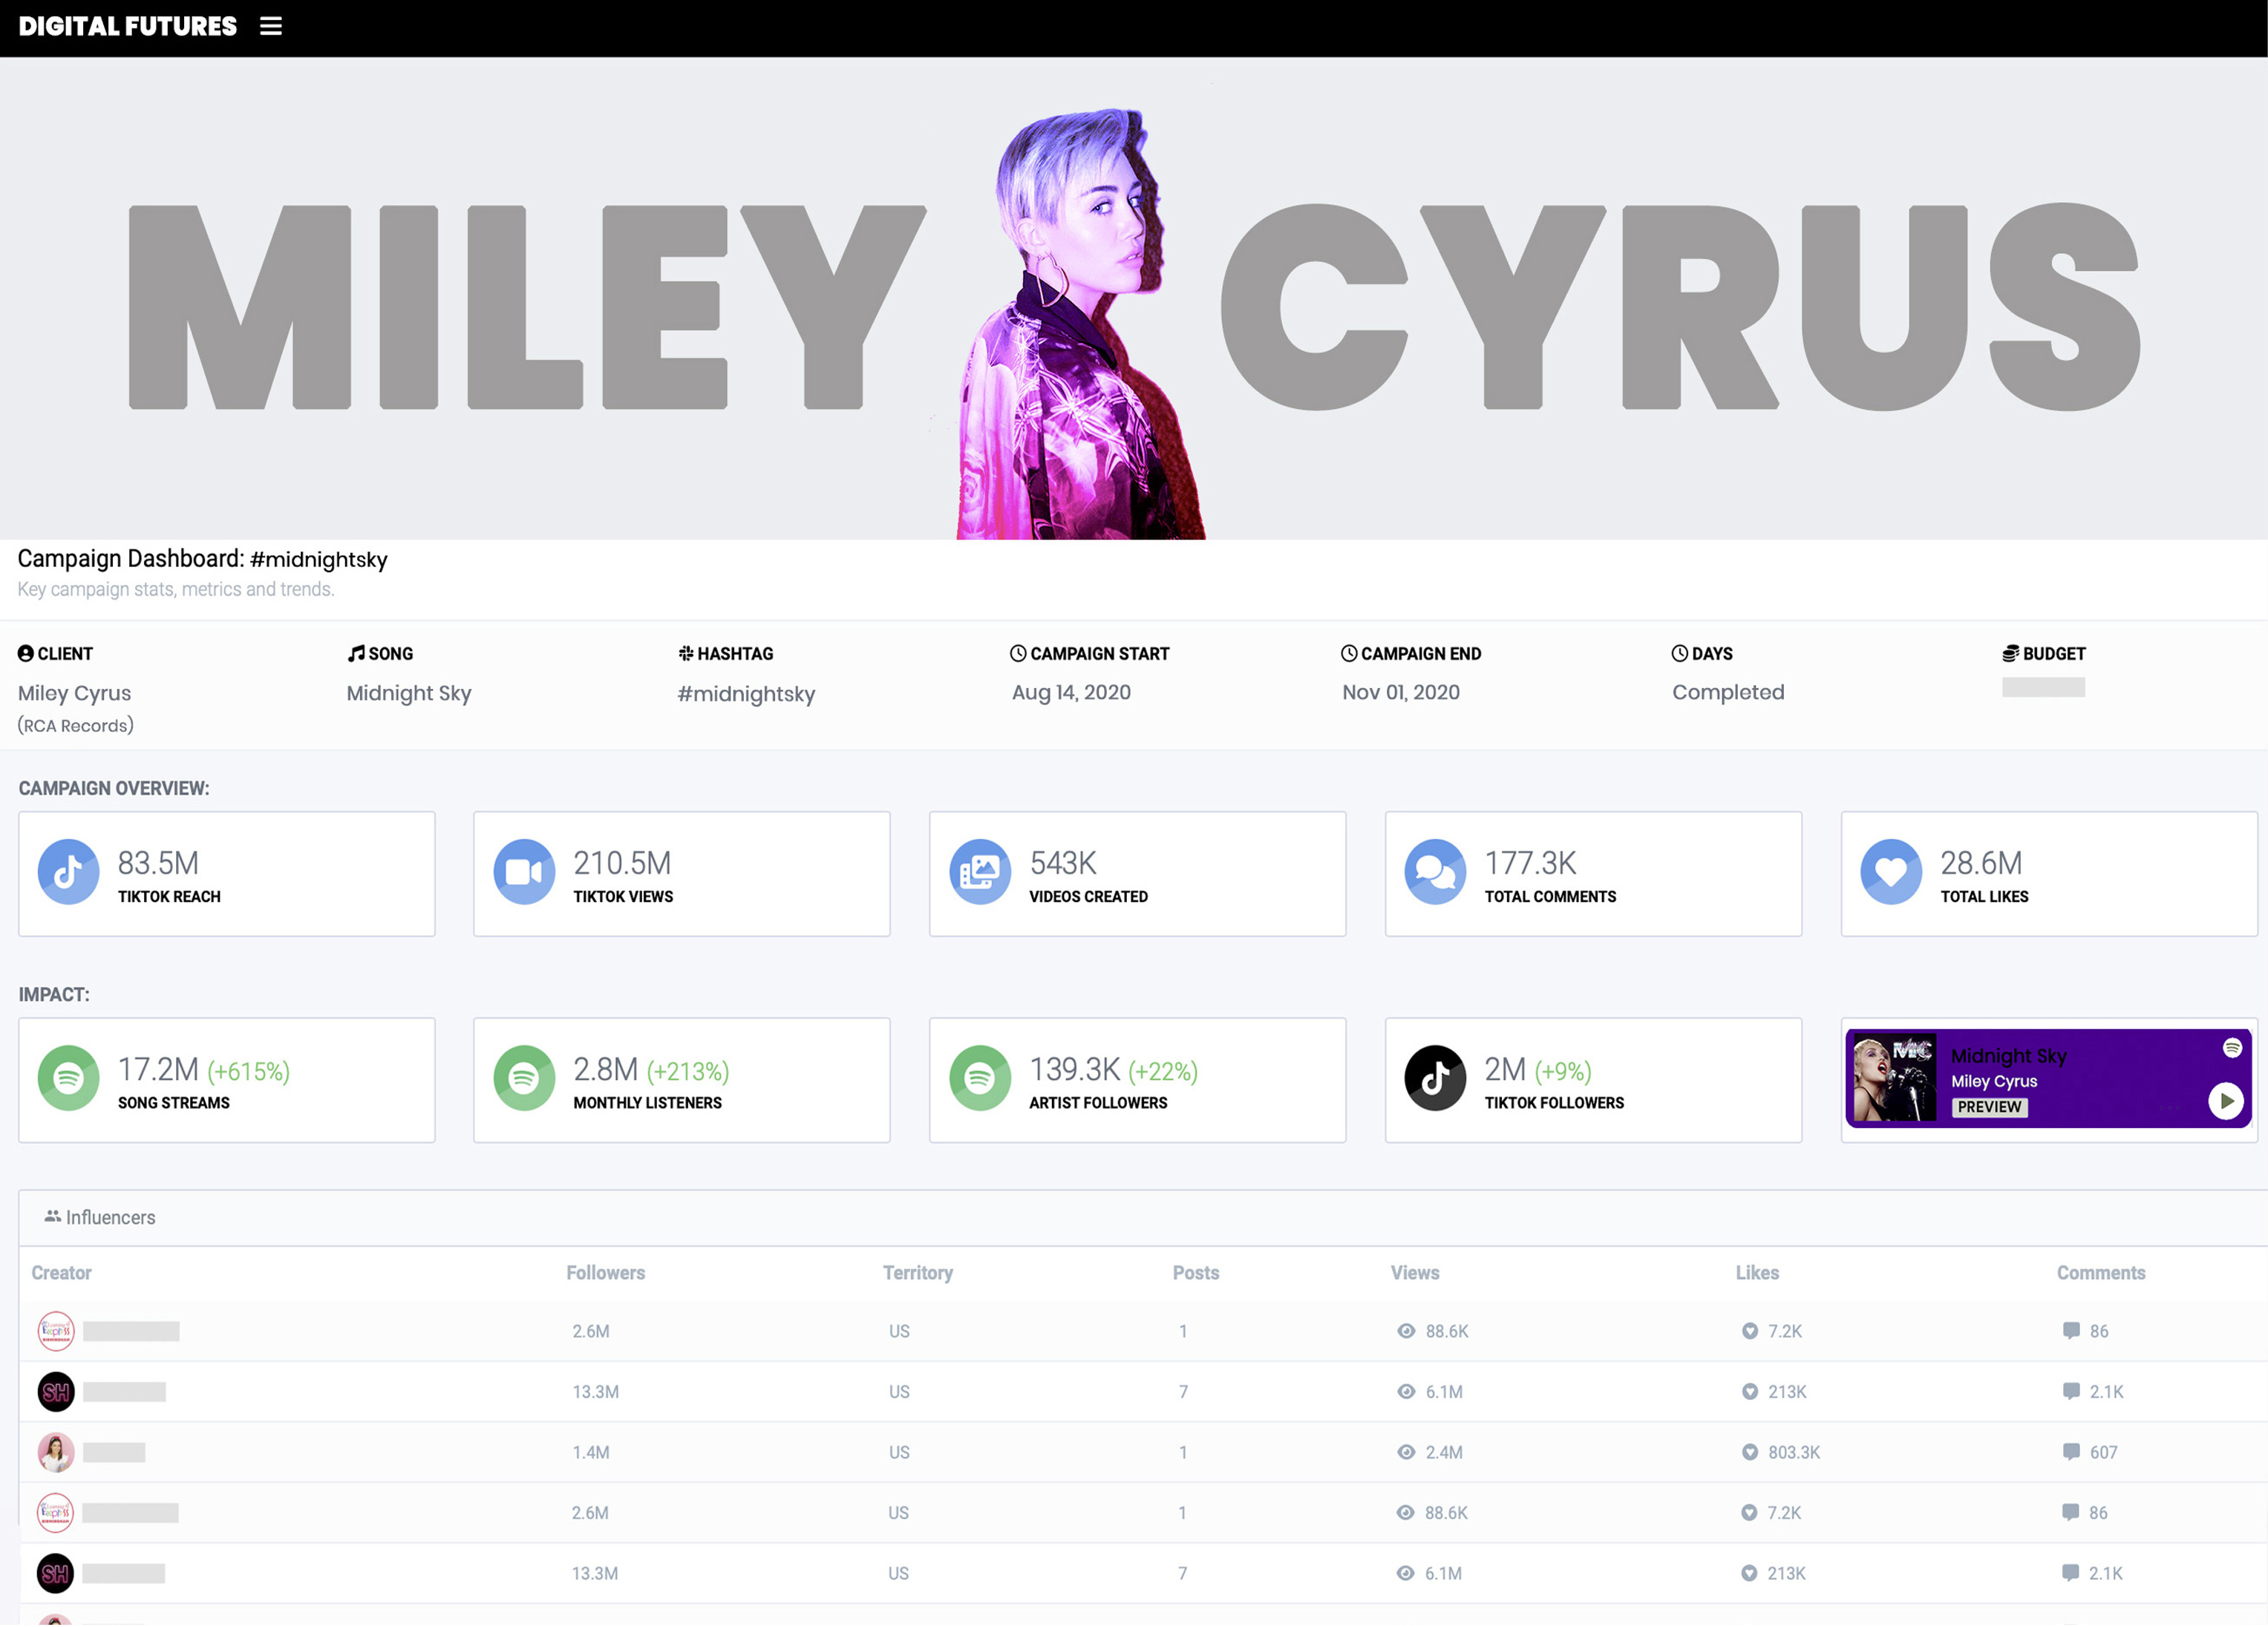 DIGITAL FUTURES
MILEY CYRUS
Campaign Dashboard: #midnightsky
Key campaign stats, metrics and trends.
CLIENT SONG HASHTAG CAMPAIGN START CAMPAIGN END DAYS BUDGET
Miley Cyrus Midnight Sky #midnightsky Aug 14, 2020 Nov 01, 2020 Completed
(RCA Records)
CAMPAIGN OVERVIEW:
83.5M 210.5M 543K 177.3K 28.6M
TIKTOK REACH TIKTOK VIEWS VIDEOS CREATED TOTAL COMMENTS TOTAL LIKES
IMPACT:
17.2M (+615%) 2.8M (+213%) 139.3K (+22%) 2M (+9%)
SONG STREAMS MONTHLY LISTENERS ARTIST FOLLOWERS TIKTOK FOLLOWERS
Midnight Sky
Miley Cyrus
PREVIEW
Influencers
Creator Followers Territory Posts Views Likes Comments
2.6M US 1 88.6K 7.2K 86
SH 13.3M US 7 6.1M 213K 2.1K
1.4M US 1 2.4M 803.3K 607
2.6M US 1 88.6K 7.2K 86
SH 13.3M US 7 6.1M 213K 2.1K